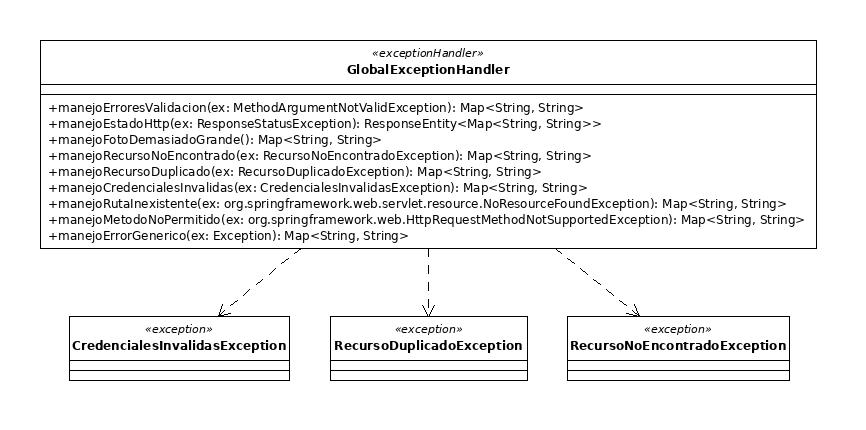 «exceptionHandler»
GlobalExceptionHandler
+manejoErroresValidacion(ex: MethodArgumentNotValidException): Map<String, String>
+manejoEstadoHttp(ex: ResponseStatusException): ResponseEntity<Map<String, String>>
+manejoFotoDemasiadoGrande(): Map<String, String>
+manejoRecursoNoEncontrado(ex: RecursoNoEncontradoException): Map<String, String>
+manejoRecursoDuplicado(ex: RecursoDuplicadoException): Map<String, String>
+manejoCredencialesInvalidas(ex: CredencialesInvalidasException): Map<String, String>
+manejoRutaInexistente(ex: org.springframework.web.servlet.resource.NoResourceFoundException): Map<String, String>
+manejoMetodoNoPermitido(ex: org.springframework.web.HttpRequestMethodNotSupportedException): Map<String, String>
+manejoErrorGenerico(ex: Exception): Map<String, String>
«exception»
CredencialesInvalidasException
«exception»
RecursoDuplicadoException
«exception»
RecursoNoEncontradoException